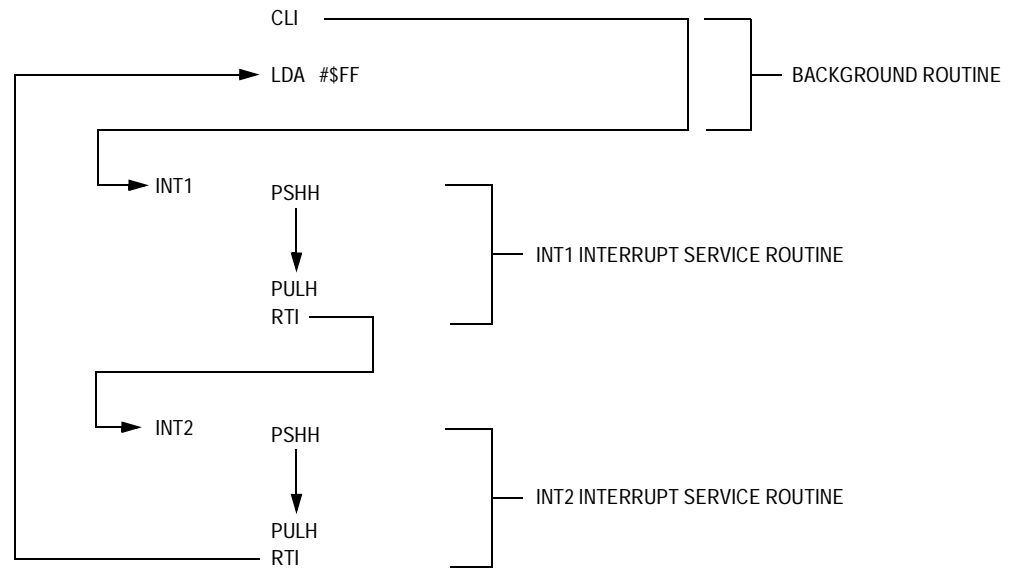 CLI
LDA #$FF
BACKGROUND ROUTINE
INT1
PSHH
INT1 INTERRUPT SERVICE ROUTINE
PULH
RTI
INT2
PSHH
INT2 INTERRUPT SERVICE ROUTINE
PULH
RTI